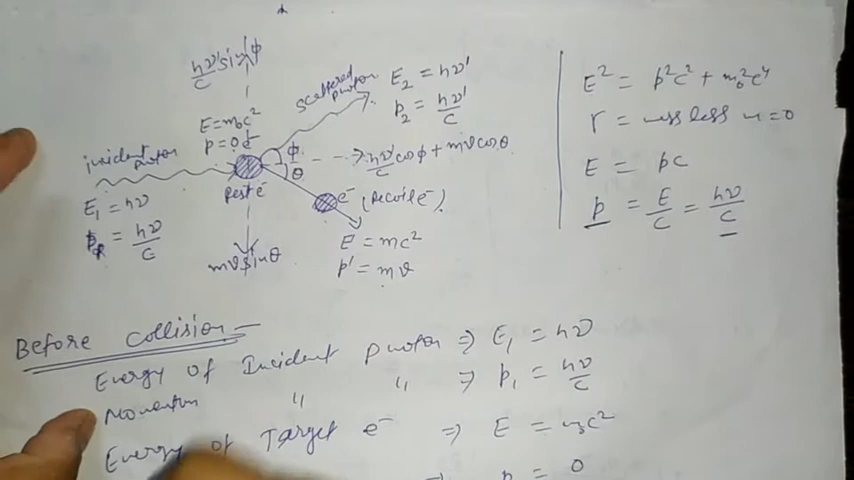 hν'/c sinφ
scattered photon
E₂ = hν'
p₂ = hν'/c
E=m₀c²
p=0 e⁻
incident photon
φ
θ
hν'/c cosφ + mv cosθ
Rest e⁻
E₁ = hν
p = hν/c
e⁻ (recoil e⁻)
mv sinθ
E = mc²
p' = mv
E² = p²c² + m₀²c⁴
r = mass less m = 0
E = pc
p = E/c = hν/c
Before Collision –
Energy of Incident photon ⇒ E₁ = hν
Momentum " " ⇒ p₁ = hν/c
Energy of Target e⁻ ⇒ E = m₀c²
p = 0